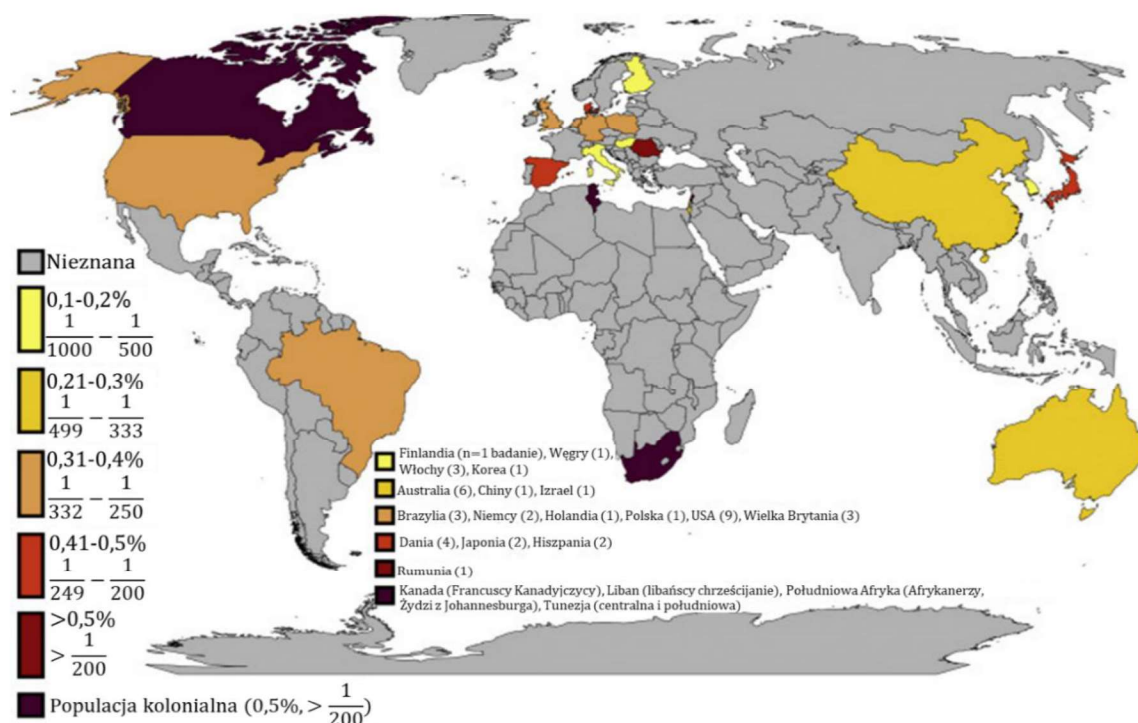 Nieznana
0,1-0,2%
1/1000 – 1/500
0,21-0,3%
1/499 – 1/333
0,31-0,4%
1/332 – 1/250
0,41-0,5%
1/249 – 1/200
>0,5%
> 1/200
Populacja kolonialna (0,5%, > 1/200)
Finlandia (n=1 badanie), Węgry (1),
Włochy (3), Korea (1)
Australia (6), Chiny (1), Izrael (1)
Brazylia (3), Niemcy (2), Holandia (1), Polska (1), USA (9), Wielka Brytania (3)
Dania (4), Japonia (2), Hiszpania (2)
Rumunia (1)
Kanada (Francuscy Kanadyjczycy), Liban (libańscy chrześcijanie), Południowa Afryka (Afrykanerzy,
Żydzi z Johannesburga), Tunezja (centralna i południowa)